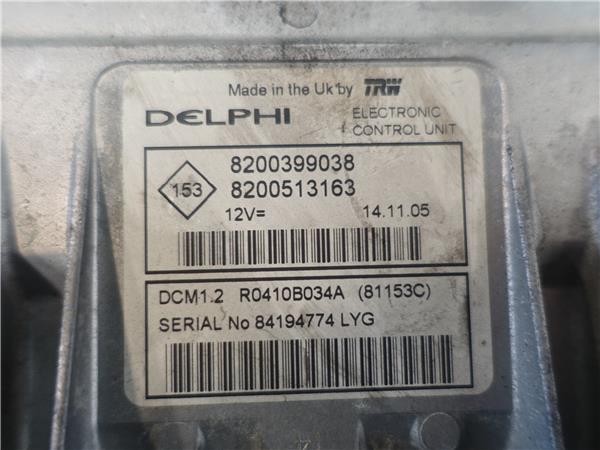 Made in the Uk by TRW
DELPHI
ELECTRONIC
CONTROL UNIT
153
8200399038
8200513163
12V=
14.11.05
DCM1.2 R0410B034A (81153C)
SERIAL No 84194774 LYG